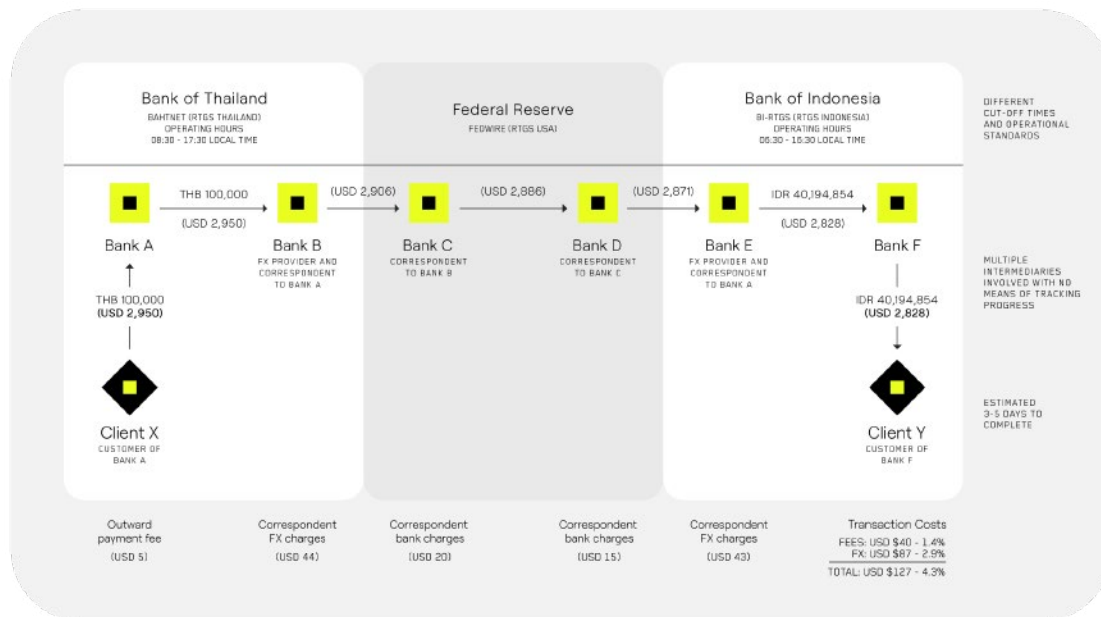 Bank of Thailand
BAHTNET (RTGS THAILAND)
OPERATING HOURS
08:30 - 17:30 LOCAL TIME
Federal Reserve
FEDWIRE (RTGS USA)
Bank of Indonesia
BI-RTGS (RTGS INDONESIA)
OPERATING HOURS
06:30 - 16:30 LOCAL TIME
DIFFERENT
CUT-OFF TIMES
AND OPERATIONAL
STANDARDS
THB 100,000
(USD 2,950)
(USD 2,906)
(USD 2,886)
(USD 2,871)
IDR 40,194,854
(USD 2,828)
Bank A
Bank B
FX PROVIDER AND
CORRESPONDENT
TO BANK A
Bank C
CORRESPONDENT
TO BANK B
Bank D
CORRESPONDENT
TO BANK C
Bank E
FX PROVIDER AND
CORRESPONDENT
TO BANK A
Bank F
MULTIPLE
INTERMEDIARIES
INVOLVED WITH NO
MEANS OF TRACKING
PROGRESS
THB 100,000
(USD 2,950)
IDR 40,194,854
(USD 2,828)
Client X
CUSTOMER OF
BANK A
Client Y
CUSTOMER OF
BANK F
ESTIMATED
3-5 DAYS TO
COMPLETE
Outward
payment fee
(USD 5)
Correspondent
FX charges
(USD 44)
Correspondent
bank charges
(USD 20)
Correspondent
bank charges
(USD 15)
Correspondent
FX charges
(USD 43)
Transaction Costs
FEES: USD $40 - 1.4%
FX: USD $87 - 2.9%
TOTAL: USD $127 - 4.3%